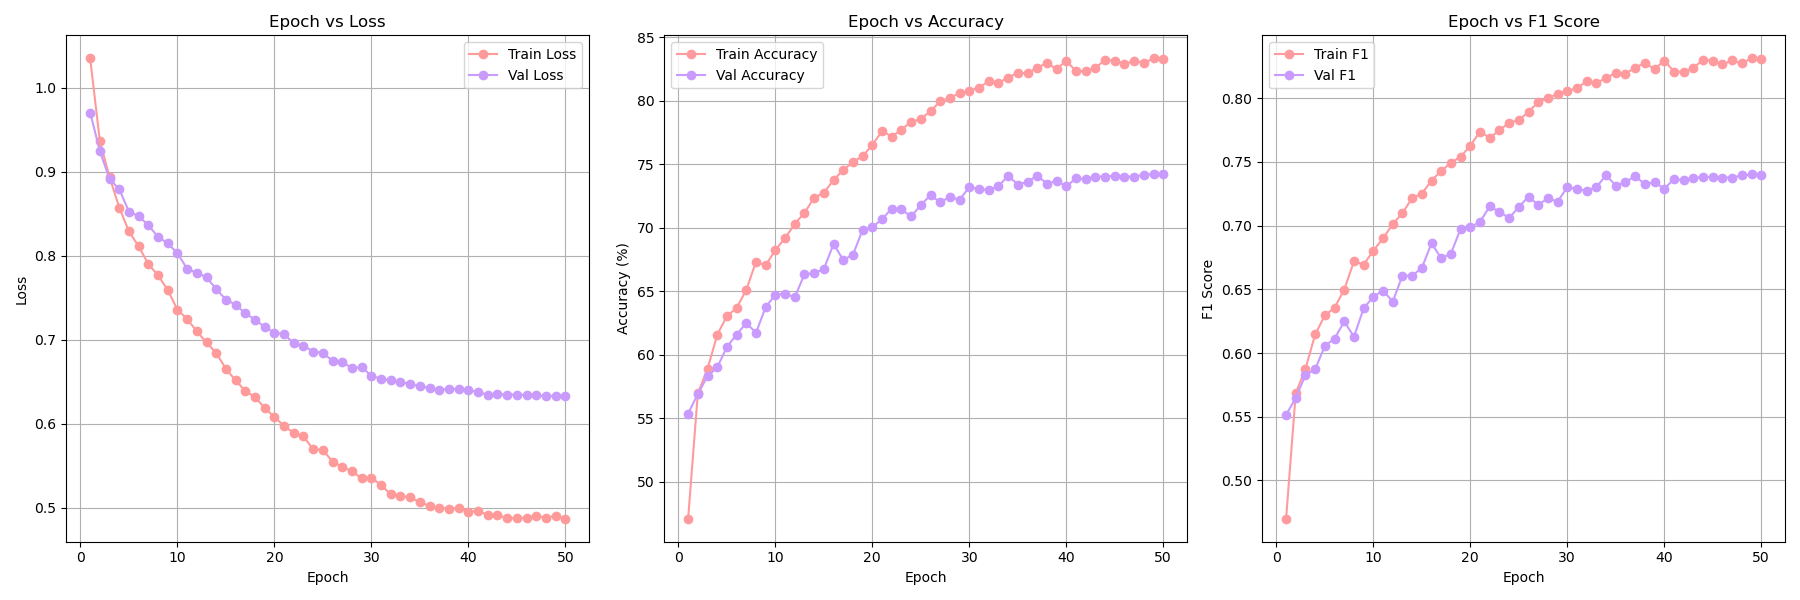 Epoch vs Loss
Train Loss
Val Loss
1.0
0.9
0.8
0.7
0.6
0.5
Loss
0 10 20 30 40 50
Epoch
Epoch vs Accuracy
Train Accuracy
Val Accuracy
85
80
75
70
65
60
55
50
Accuracy (%)
0 10 20 30 40 50
Epoch
Epoch vs F1 Score
Train F1
Val F1
0.80
0.75
0.70
0.65
0.60
0.55
0.50
F1 Score
0 10 20 30 40 50
Epoch